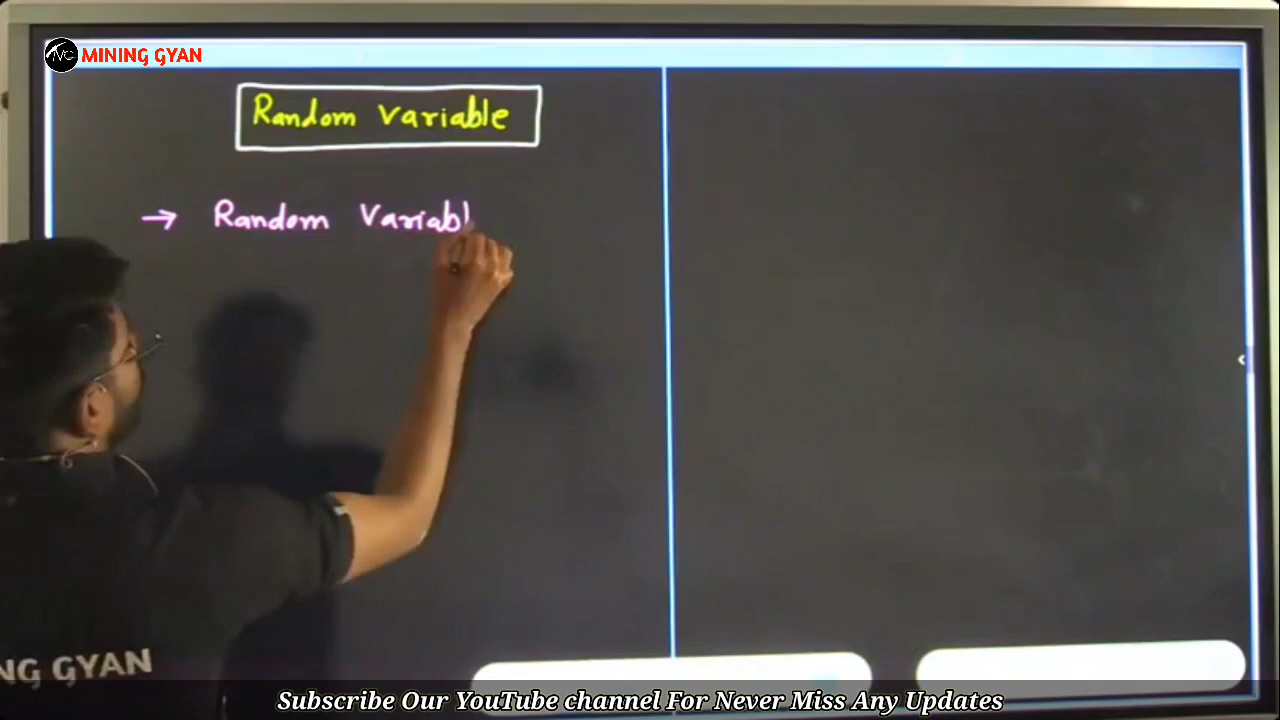 MINING GYAN
Random Variable
→ Random Variabl
NG GYAN
Subscribe Our YouTube channel For Never Miss Any Updates